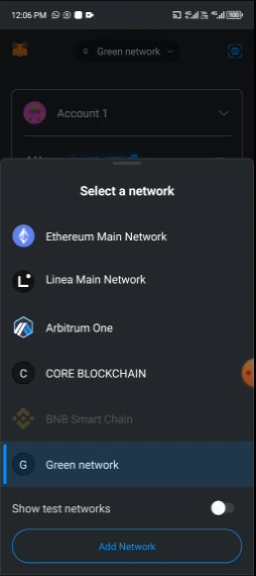 12:06 PM
G Green network
Account 1
Select a network
Ethereum Main Network
Linea Main Network
Arbitrum One
C CORE BLOCKCHAIN
BNB Smart Chain
G Green network
Show test networks
Add Network